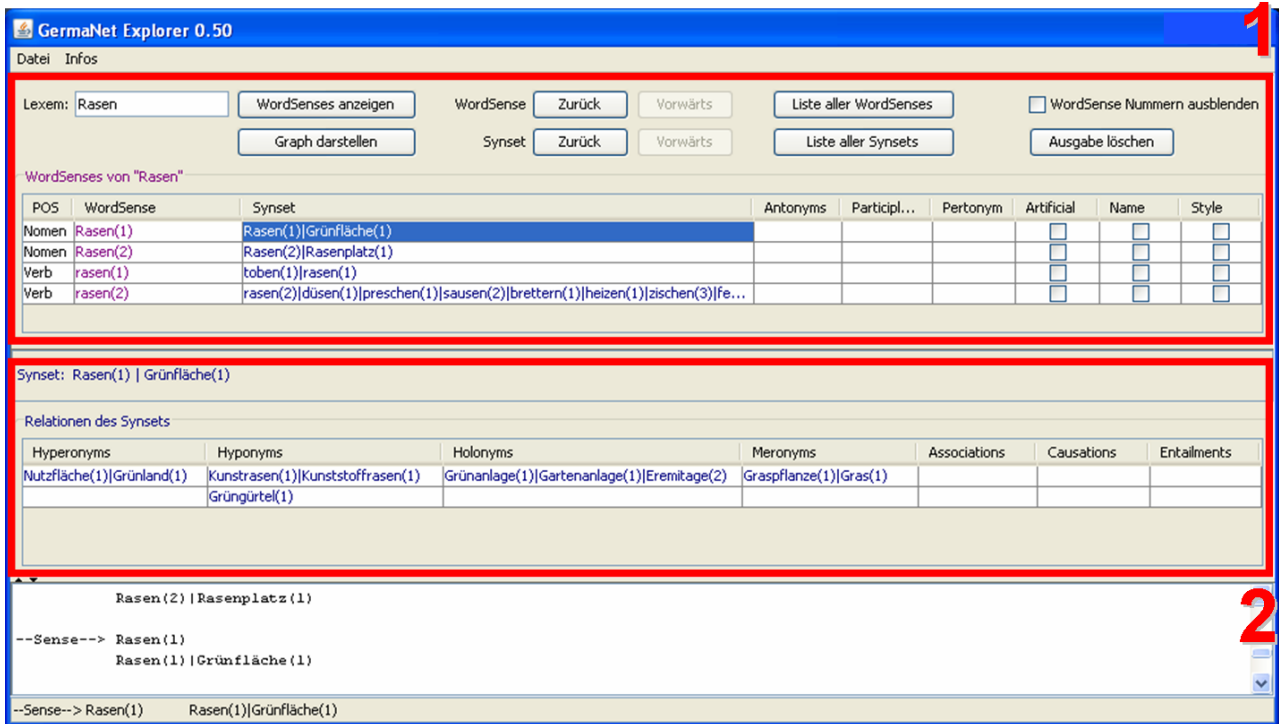 GermaNet Explorer 0.50
1
Datei Infos
Lexem: Rasen WordSenses anzeigen WordSense Zurück Vorwärts Liste aller WordSenses WordSense Nummern ausblenden
Graph darstellen Synset Zurück Vorwärts Liste aller Synsets Ausgabe löschen
WordSenses von "Rasen"
POS WordSense Synset Antonyms Participl... Pertonym Artificial Name Style
Nomen Rasen(1) Rasen(1)|Grünfläche(1)
Nomen Rasen(2) Rasen(2)|Rasenplatz(1)
Verb rasen(1) toben(1)|rasen(1)
Verb rasen(2) rasen(2)|düsen(1)|preschen(1)|sausen(2)|brettern(1)|heizen(1)|zischen(3)|fe...
Synset: Rasen(1) | Grünfläche(1)
Relationen des Synsets
Hyperonyms Hyponyms Holonyms Meronyms Associations Causations Entailments
Nutzfläche(1)|Grünland(1) Kunstrasen(1)|Kunststoffrasen(1) Grünanlage(1)|Gartenanlage(1)|Eremitage(2) Graspflanze(1)|Gras(1)
Grüngürtel(1)
Rasen(2)|Rasenplatz(1)
2
--Sense--> Rasen(1)
Rasen(1)|Grünfläche(1)
--Sense--> Rasen(1) Rasen(1)|Grünfläche(1)